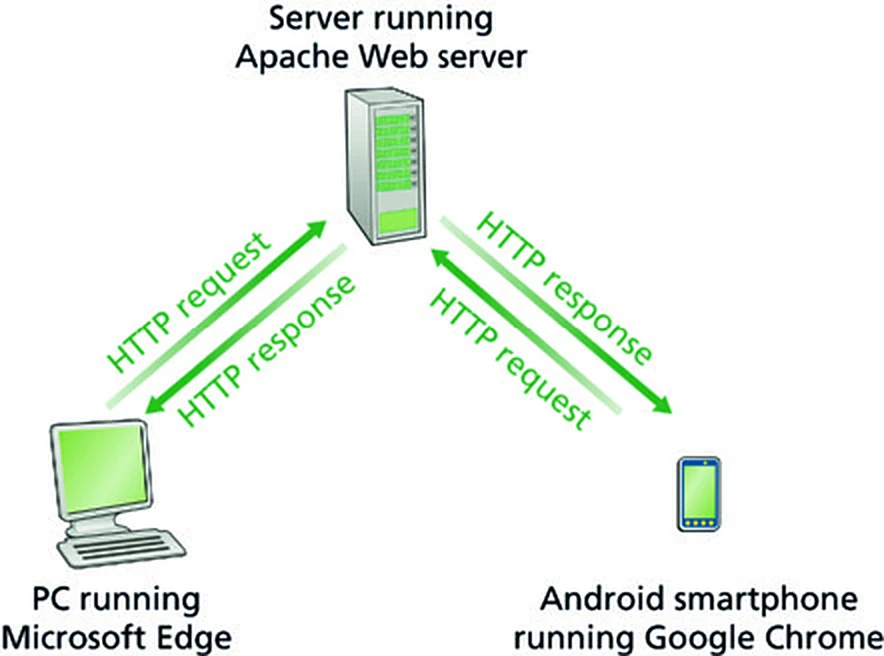 Server running
Apache Web server
HTTP request
HTTP response
HTTP response
HTTP request
PC running
Microsoft Edge
Android smartphone
running Google Chrome